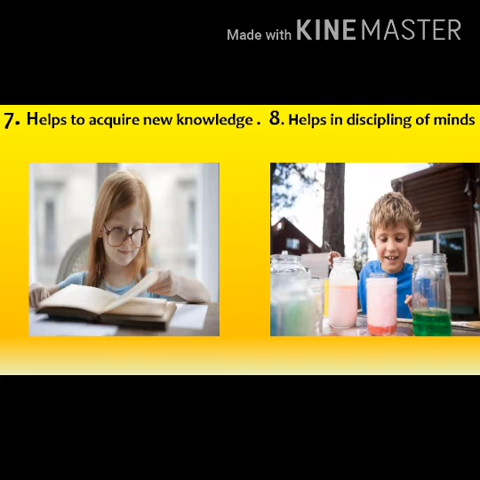 Made with KINEMASTER
7. Helps to acquire new knowledge .
8. Helps in discipling of minds